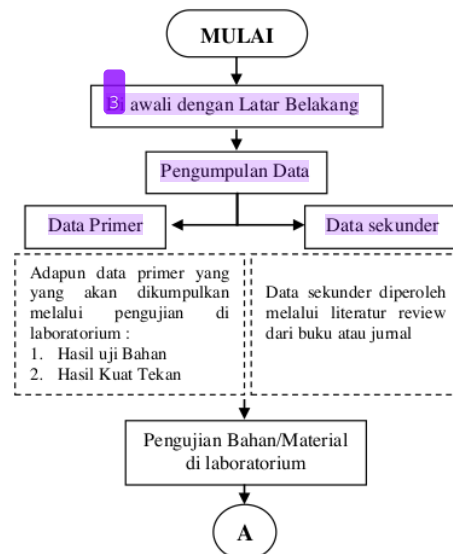 MULAI
3
awali dengan Latar Belakang
Pengumpulan Data
Data Primer
Data sekunder
Adapun data primer yang
yang akan dikumpulkan
melalui pengujian di
laboratorium :
1. Hasil uji Bahan
2. Hasil Kuat Tekan
Data sekunder diperoleh
melalui literatur review
dari buku atau jurnal
Pengujian Bahan/Material
di laboratorium
A